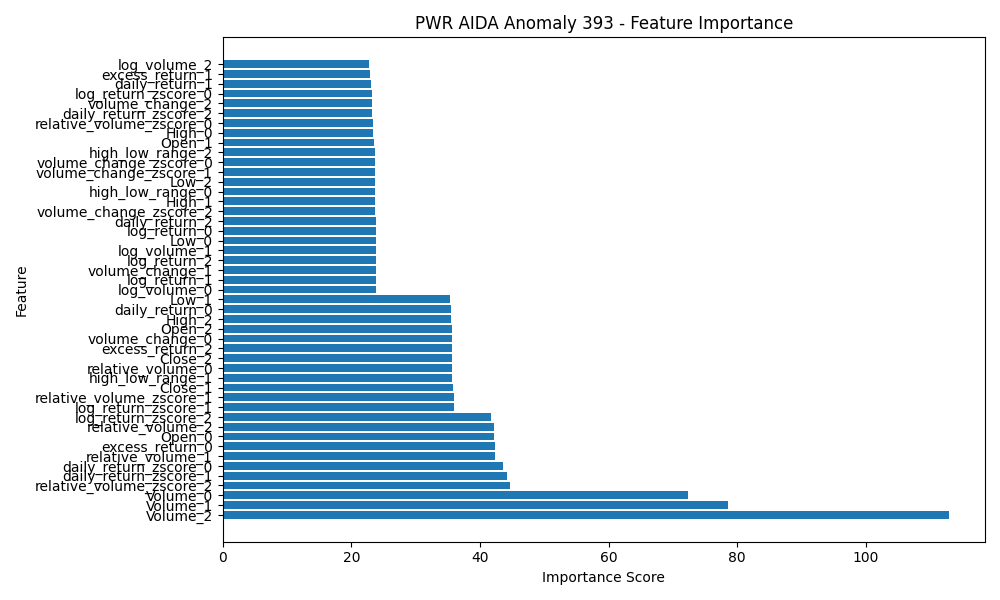 PWR AIDA Anomaly 393 - Feature Importance
log_volume_2
excess_return_1
daily_return_1
log_return_zscore_0
volume_change_2
daily_return_zscore_2
relative_volume_zscore_0
High_0
Open_1
high_low_range_2
volume_change_zscore_0
volume_change_zscore_1
Low_2
high_low_range_0
High_1
volume_change_zscore_2
daily_return_2
log_return_0
Low_0
log_volume_1
log_return_2
volume_change_1
log_return_1
log_volume_0
Low_1
daily_return_0
High_2
Open_2
volume_change_0
excess_return_2
Close_2
relative_volume_0
high_low_range_1
Close_1
relative_volume_zscore_1
log_return_zscore_1
log_return_zscore_2
relative_volume_2
Open_0
excess_return_0
relative_volume_1
daily_return_zscore_0
daily_return_zscore_1
relative_volume_zscore_2
Volume_0
Volume_1
Volume_2
Feature
0 20 40 60 80 100
Importance Score